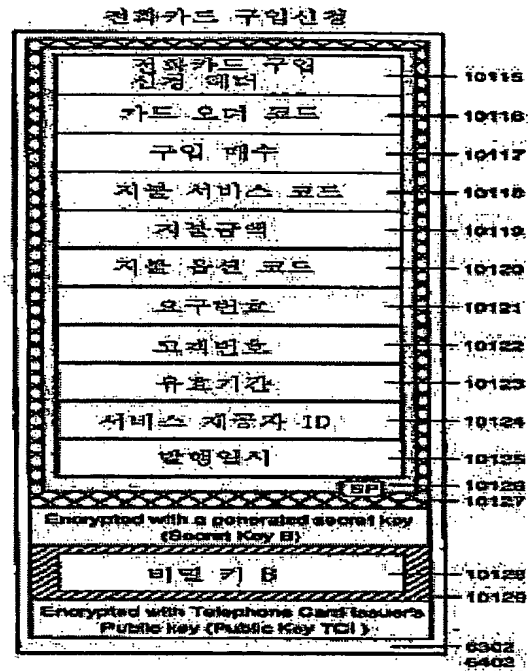 전화카드 구입신청
전화카드 구입
신청 헤더
10115
카드 오더 코드
10116
구입 매수
10117
지불 서비스 코드
10118
지불금액
10119
지불 옵션 코드
10120
요구번호
10121
고객번호
10122
유효기간
10123
서비스 제공자 ID
10124
발행일시
10125
SP
10126
10127
Encrypted with a generated secret key
(Secret Key B)
비밀 키 B
10128
10129
Encrypted with Telephone Card Issuer's
Public key (Public Key TCI)
6302
6402